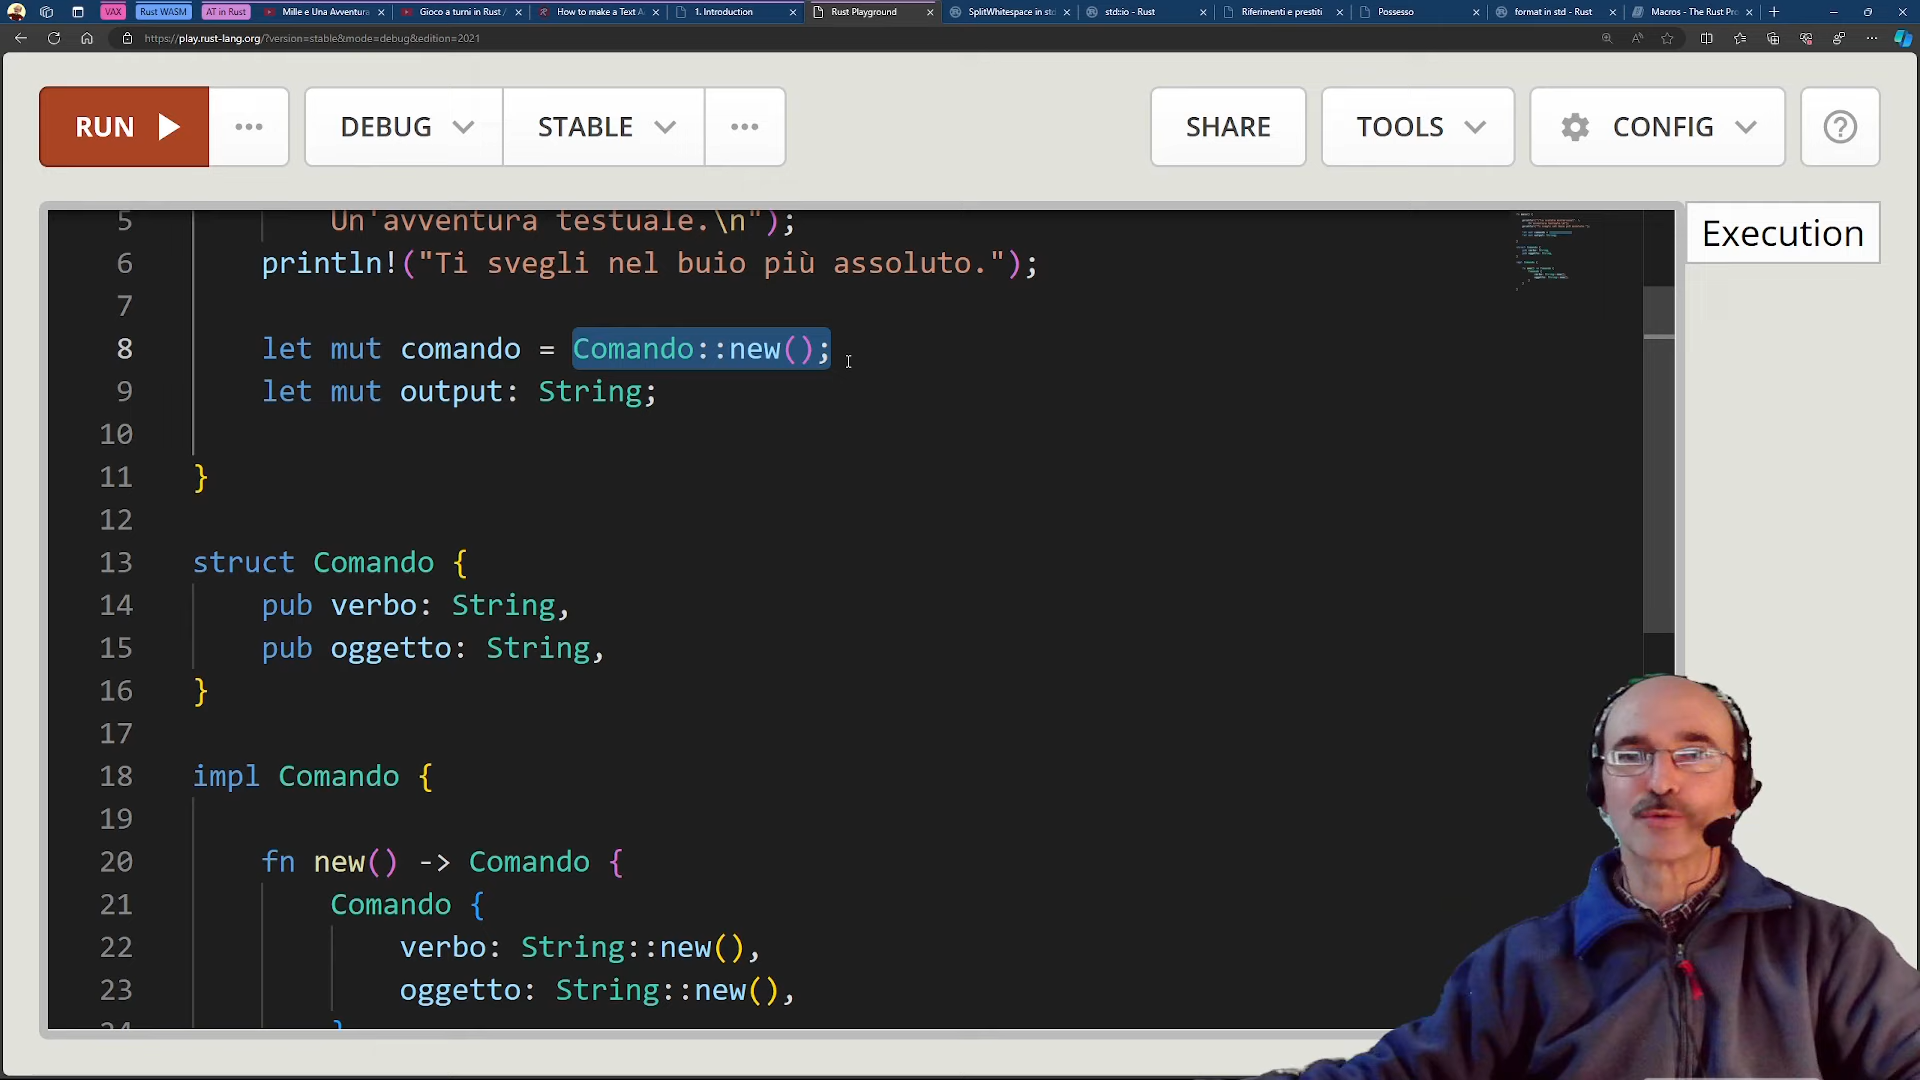 VAX
Rust WASM
AT in Rust
Mille e Una Avventura
Gioco a turni in Rust /
How to make a Text A
1. Introduction
Rust Playground
SplitWhitespace in std
std::io - Rust
Riferimenti e prestiti
Possesso
format in std - Rust
Macros - The Rust Pro
https://play.rust-lang.org/?version=stable&mode=debug&edition=2021
RUN
DEBUG
STABLE
SHARE
TOOLS
CONFIG
Execution
5 Un'avventura testuale.\n");
6 println!("Ti svegli nel buio più assoluto.");
7
8 let mut comando = Comando::new();
9 let mut output: String;
10
11 }
12
13 struct Comando {
14 pub verbo: String,
15 pub oggetto: String,
16 }
17
18 impl Comando {
19
20 fn new() -> Comando {
21 Comando {
22 verbo: String::new(),
23 oggetto: String::new(),
24 }